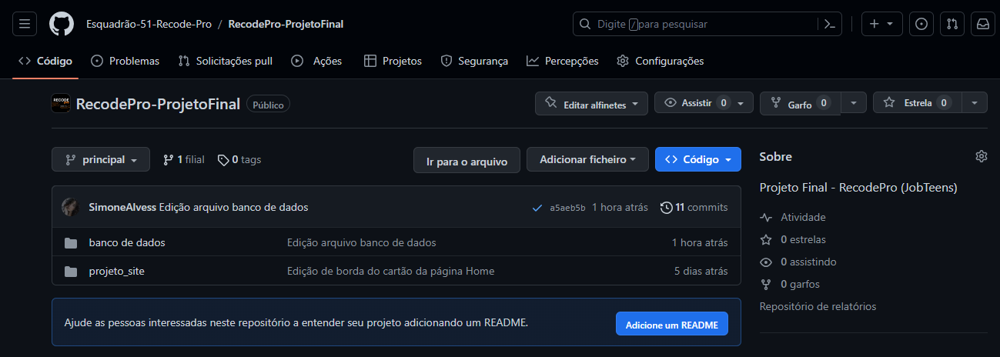 Esquadrão-51-Recode-Pro / RecodePro-ProjetoFinal
Digite / para pesquisar
Código Problemas Solicitações pull Ações Projetos Segurança Percepções Configurações
RECODE
RecodePro-ProjetoFinal Público
Editar alfinetes Assistir 0 Garfo 0 Estrela 0
principal 1 filial 0 tags Ir para o arquivo Adicionar ficheiro Código
SimoneAlvess Edição arquivo banco de dados a5aeb5b 1 hora atrás 11 commits
banco de dados Edição arquivo banco de dados 1 hora atrás
projeto_site Edição de borda do cartão da página Home 5 dias atrás
Ajude as pessoas interessadas neste repositório a entender seu projeto adicionando um README. Adicione um README
Sobre
Projeto Final - RecodePro (JobTeens)
Atividade
0 estrelas
0 assistindo
0 garfos
Repositório de relatórios